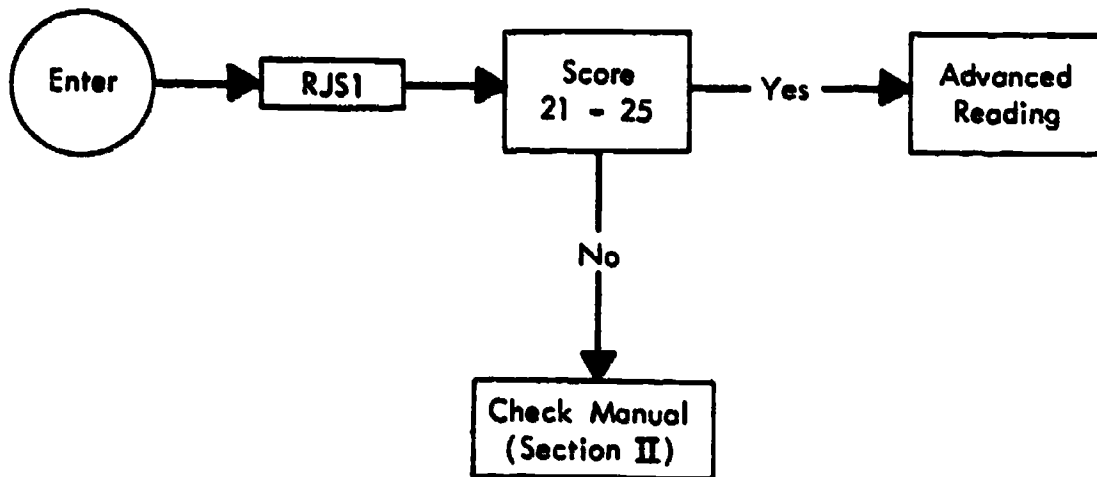 Enter
RJS1
Score
21 - 25
Yes
Advanced
Reading
No
Check Manual
(Section II)